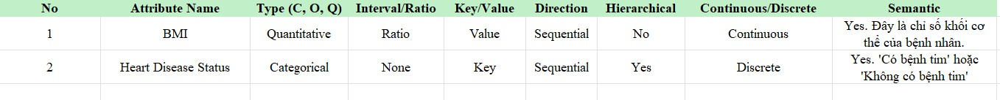 No Attribute Name Type (C, O, Q) Interval/Ratio Key/Value Direction Hierarchical Continuous/Discrete Semantic
1 BMI Quantitative Ratio Value Sequential No Continuous Yes. Đây là chỉ số khối cơ
thể của bệnh nhân.
2 Heart Disease Status Categorical None Key Sequential Yes Discrete Yes. 'Có bệnh tim' hoặc
'Không có bệnh tim'